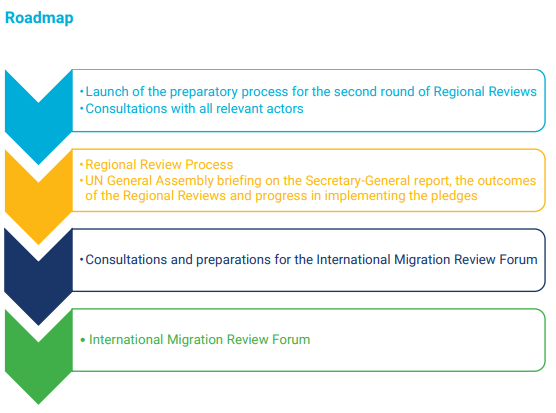 Roadmap
•Launch of the preparatory process for the second round of Regional Reviews
•Consultations with all relevant actors
•Regional Review Process
•UN General Assembly briefing on the Secretary-General report, the outcomes
of the Regional Reviews and progress in implementing the pledges
•Consultations and preparations for the International Migration Review Forum
• International Migration Review Forum